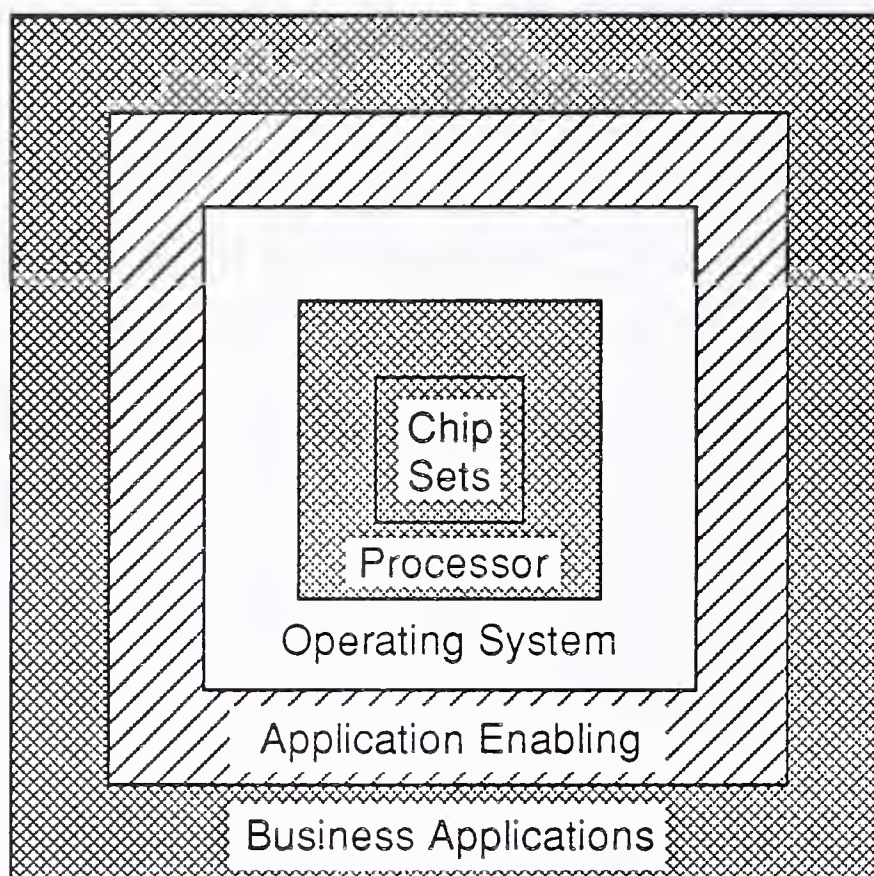 Chip
Sets
Processor
Operating System
Application Enabling
Business Applications